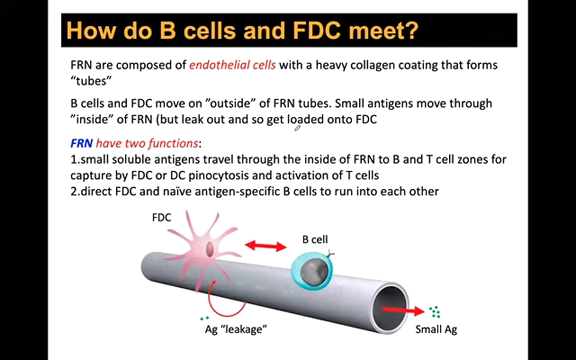 How do B cells and FDC meet?
FRN are composed of endothelial cells with a heavy collagen coating that forms
“tubes”
B cells and FDC move on ”outside” of FRN tubes. Small antigens move through
”inside” of FRN (but leak out and so get loaded onto FDC
FRN have two functions:
1.small soluble antigens travel through the inside of FRN to B and T cell zones for
capture by FDC or DC pinocytosis and activation of T cells
2.direct FDC and naïve antigen-specific B cells to run into each other
FDC
B cell
Ag “leakage”
Small Ag